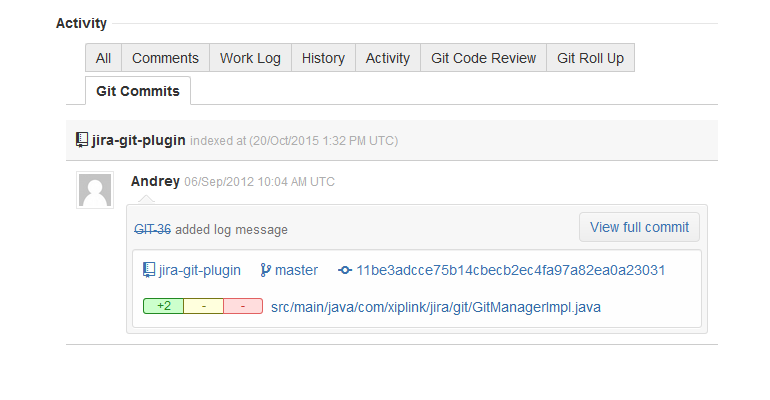 Activity
All Comments Work Log History Activity Git Code Review Git Roll Up
Git Commits
jira-git-plugin indexed at (20/Oct/2015 1:32 PM UTC)
Andrey 06/Sep/2012 10:04 AM UTC
GIT-36 added log message View full commit
jira-git-plugin master 11be3adcce75b14cbecb2ec4fa97a82ea0a23031
+2 - - src/main/java/com/xiplink/jira/git/GitManagerImpl.java